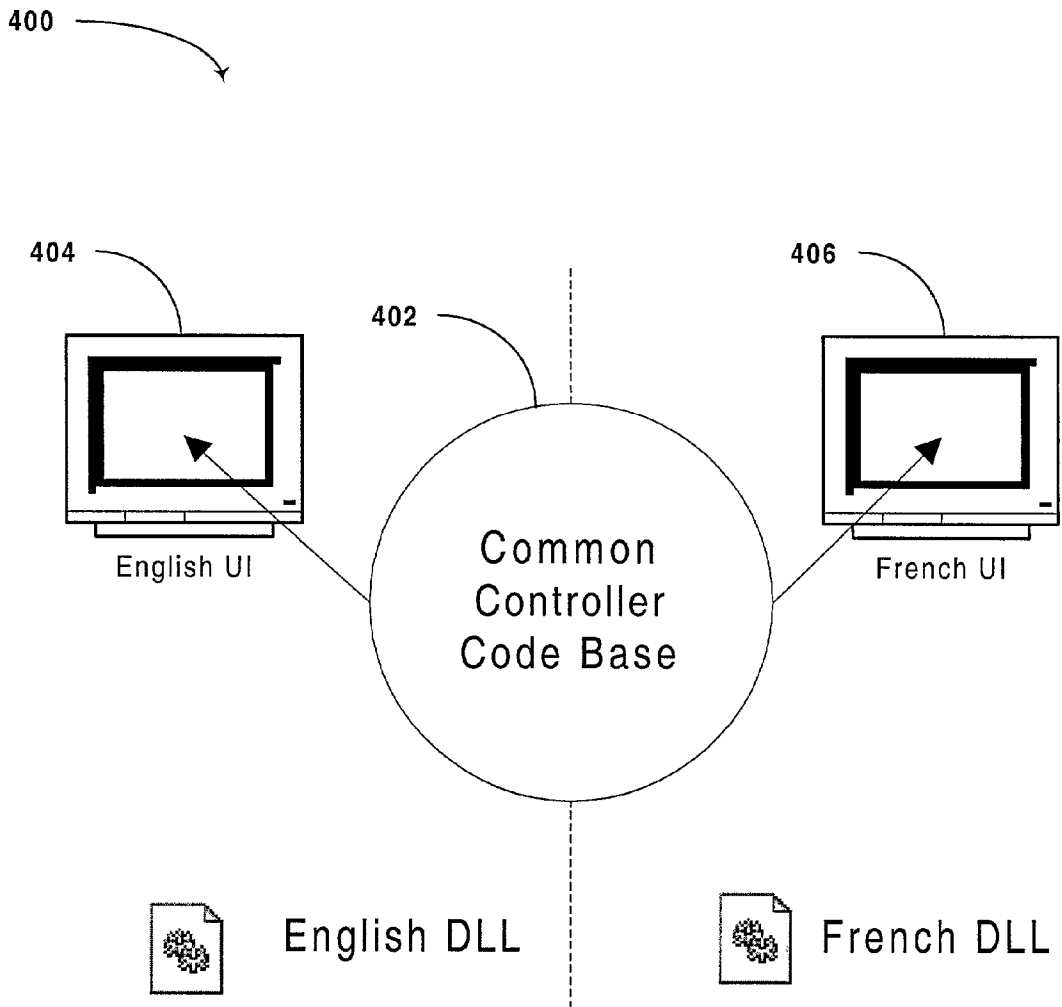 400
404
406
402
English UI
French UI
Common
Controller
Code Base
English DLL
French DLL